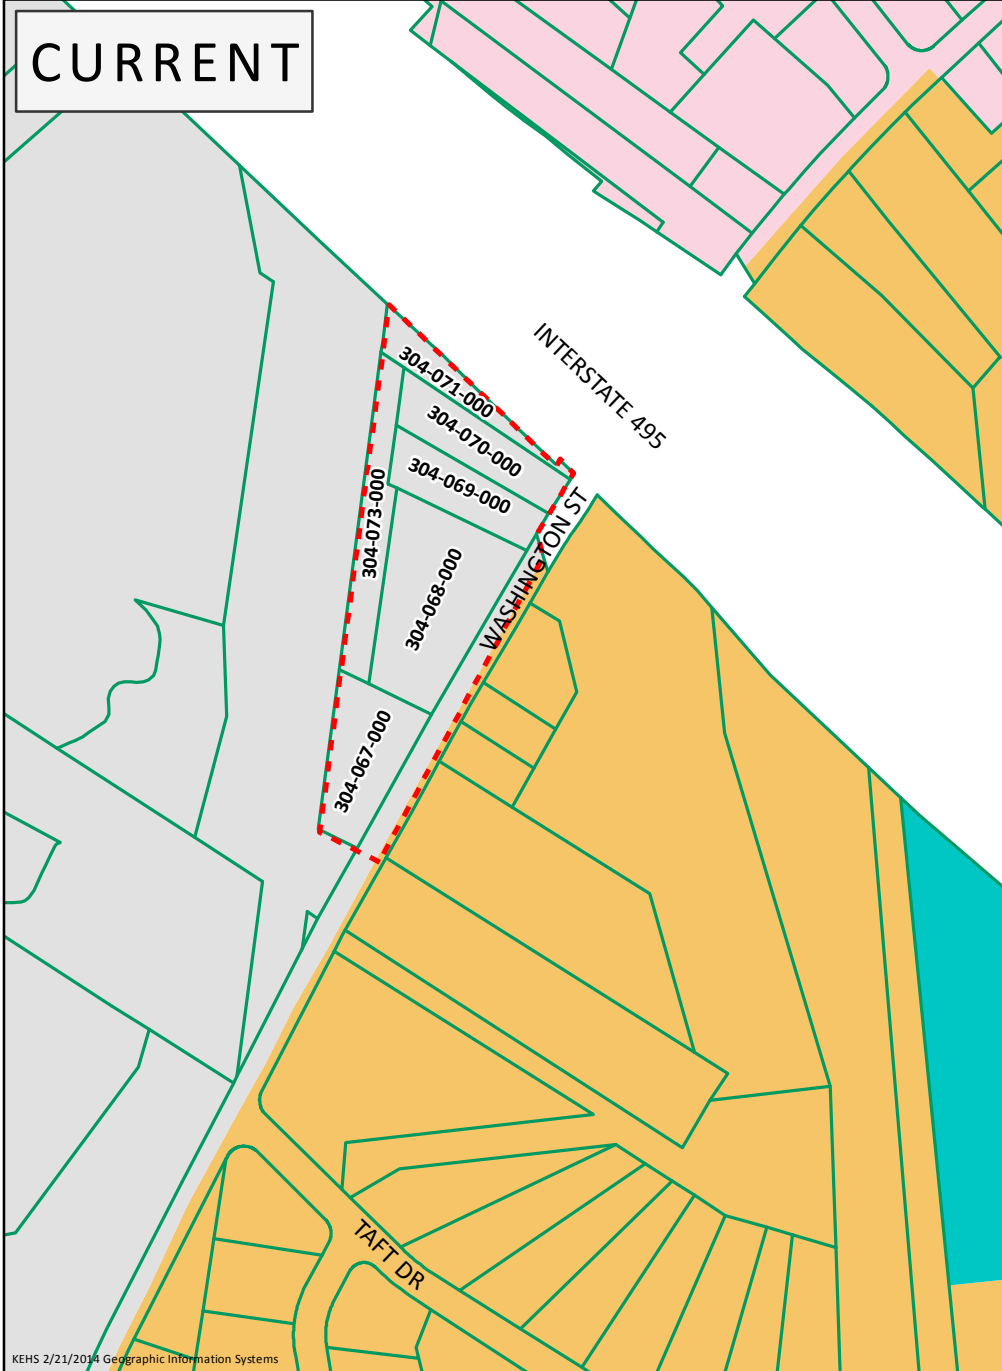 CURRENT
INTERSTATE 495
304-071-000
304-070-000
304-069-000
304-073-000
WASHINGTON ST
304-068-000
304-067-000
TAFT DR
KEHS 2/21/2014 Geographic Information Systems